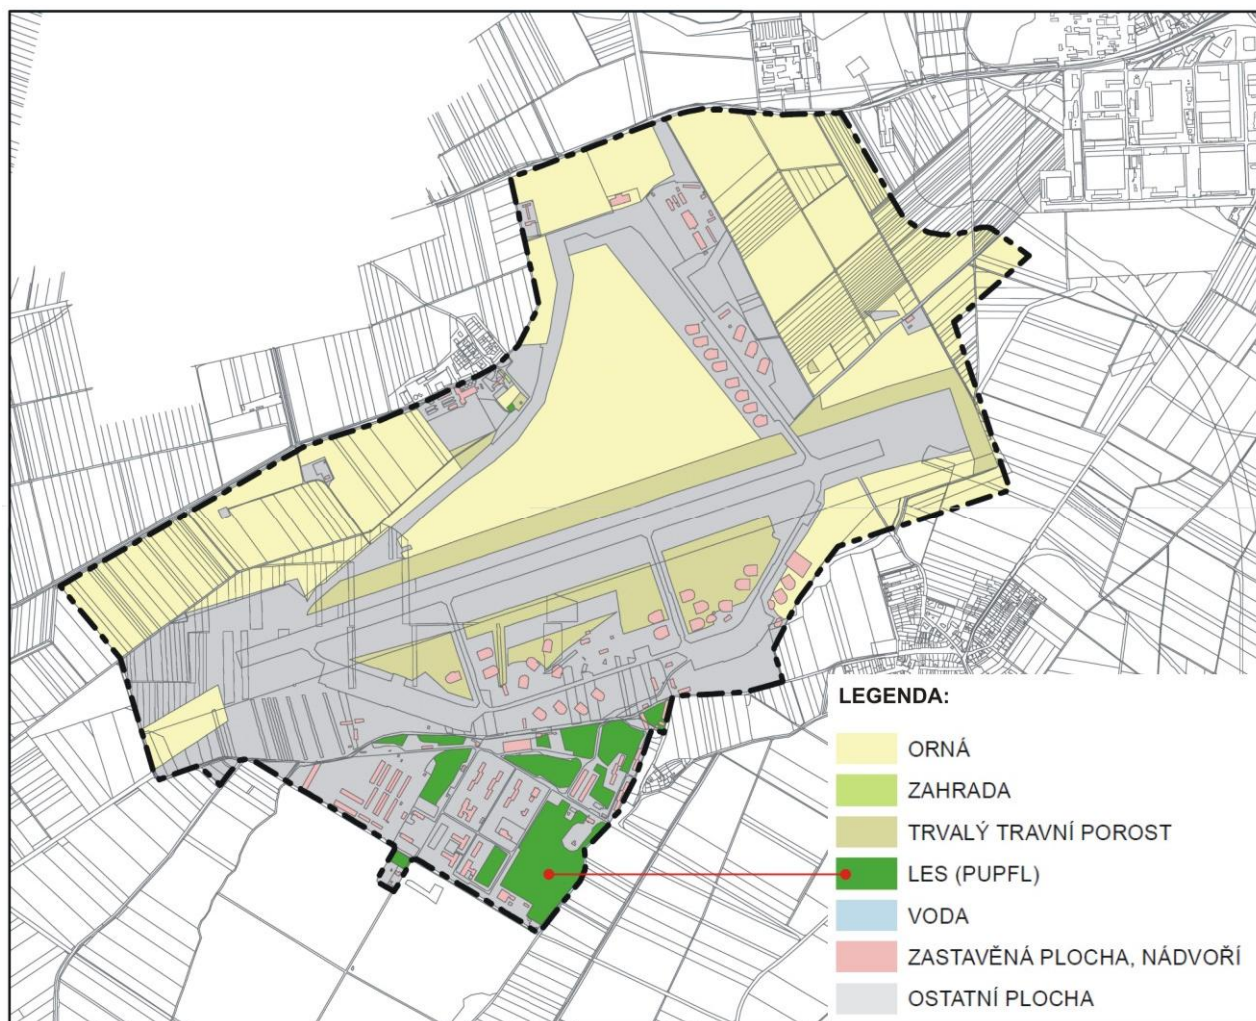 LEGENDA:
ORNÁ
ZAHRADA
TRVALÝ TRAVNÍ POROST
LES (PUPFL)
VODA
ZASTAVĚNÁ PLOCHA, NÁDVOŘÍ
OSTATNÍ PLOCHA